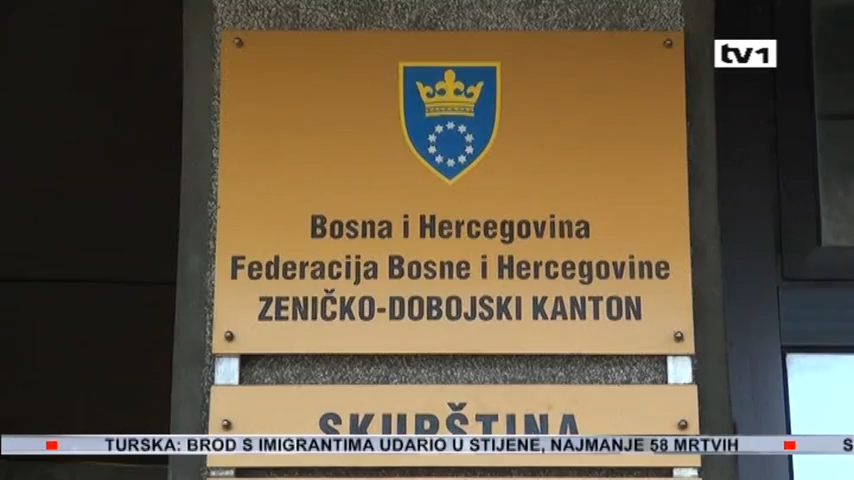 tv1
Bosna i Hercegovina
Federacija Bosne i Hercegovine
ZENIČKO-DOBOJSKI KANTON
SKUPŠTINA
TURSKA: BROD S IMIGRANTIMA UDARIO U STIJENE, NAJMANJE 58 MRTVIH
S